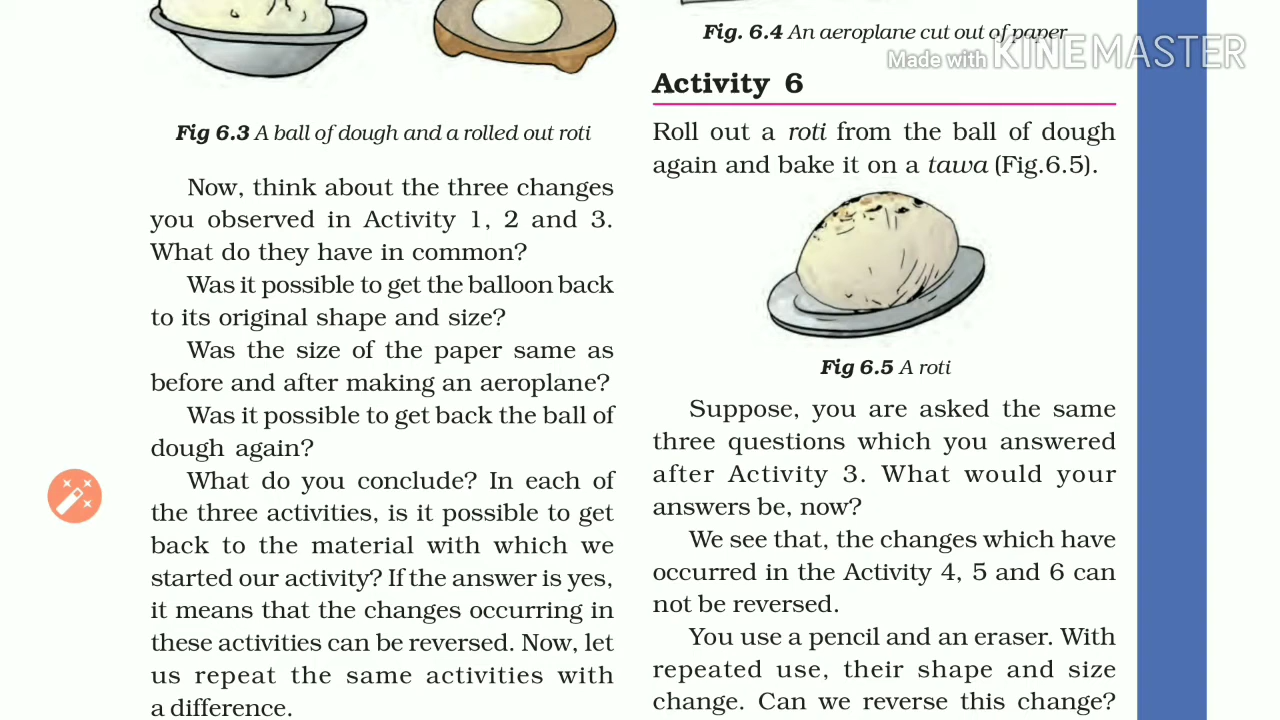 Fig 6.3 A ball of dough and a rolled out roti
Now, think about the three changes
you observed in Activity 1, 2 and 3.
What do they have in common?
Was it possible to get the balloon back
to its original shape and size?
Was the size of the paper same as
before and after making an aeroplane?
Was it possible to get back the ball of
dough again?
What do you conclude? In each of
the three activities, is it possible to get
back to the material with which we
started our activity? If the answer is yes,
it means that the changes occurring in
these activities can be reversed. Now, let
us repeat the same activities with
a difference.
Fig. 6.4 An aeroplane cut out of paper
Made with KINEMASTER
Activity 6
Roll out a roti from the ball of dough
again and bake it on a tawa (Fig.6.5).
Fig 6.5 A roti
Suppose, you are asked the same
three questions which you answered
after Activity 3. What would your
answers be, now?
We see that, the changes which have
occurred in the Activity 4, 5 and 6 can
not be reversed.
You use a pencil and an eraser. With
repeated use, their shape and size
change. Can we reverse this change?